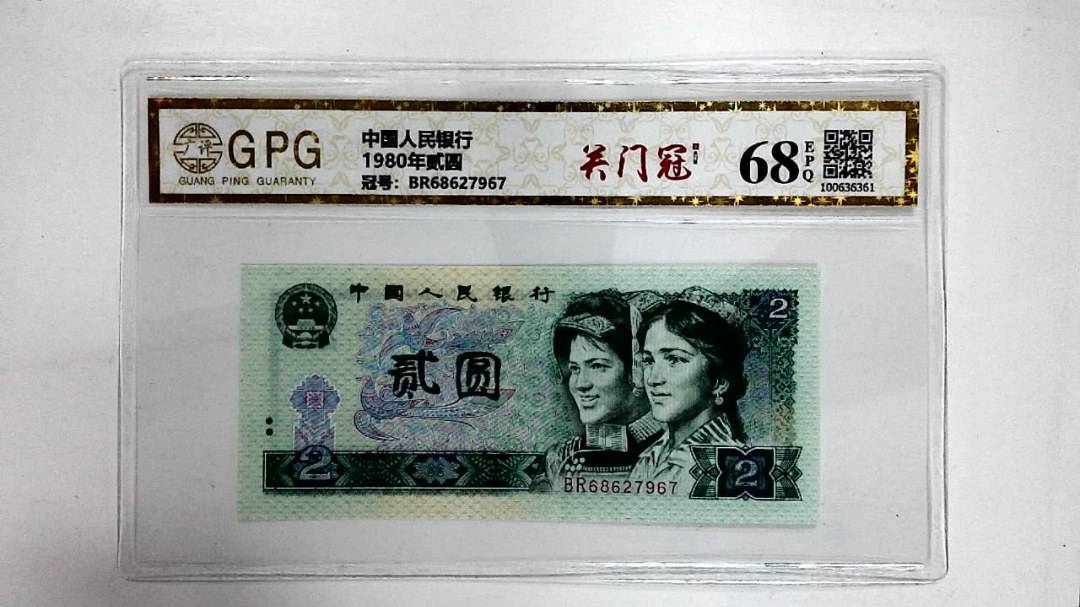 广评
GPG
GUANG PING GUARANTY
中国人民银行
1980年贰圆
冠号：BR68627967
关门冠
68
EPQ
100636361
中国人民银行
2
贰圆
2
BR68627967
2